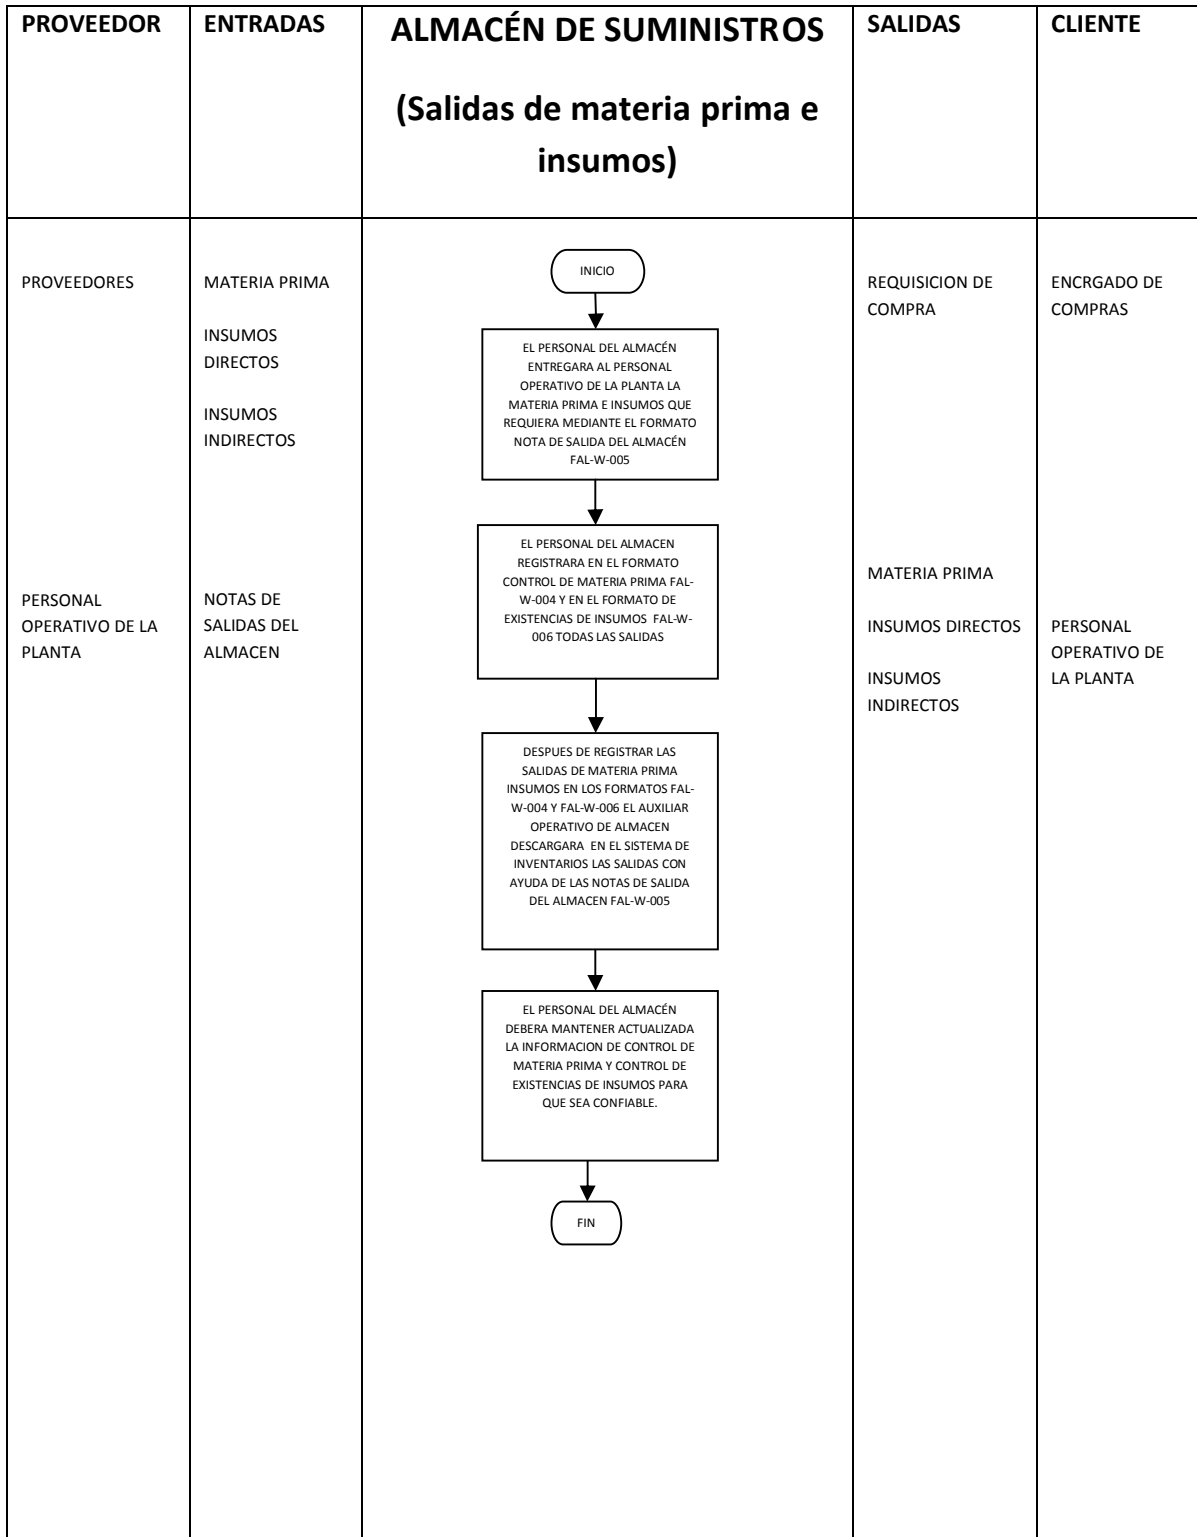 PROVEEDOR
ENTRADAS
ALMACÉN DE SUMINISTROS
(Salidas de materia prima e
insumos)
SALIDAS
CLIENTE
PROVEEDORES
PERSONAL
OPERATIVO DE LA
PLANTA
MATERIA PRIMA
INSUMOS
DIRECTOS
INSUMOS
INDIRECTOS
NOTAS DE
SALIDAS DEL
ALMACEN
INICIO
EL PERSONAL DEL ALMACÉN
ENTREGARA AL PERSONAL
OPERATIVO DE LA PLANTA LA
MATERIA PRIMA E INSUMOS QUE
REQUIERA MEDIANTE EL FORMATO
NOTA DE SALIDA DEL ALMACÉN
FAL-W-005
EL PERSONAL DEL ALMACEN
REGISTRARA EN EL FORMATO
CONTROL DE MATERIA PRIMA FAL-
W-004 Y EN EL FORMATO DE
EXISTENCIAS DE INSUMOS FAL-W-
006 TODAS LAS SALIDAS
DESPUES DE REGISTRAR LAS
SALIDAS DE MATERIA PRIMA
INSUMOS EN LOS FORMATOS FAL-
W-004 Y FAL-W-006 EL AUXILIAR
OPERATIVO DE ALMACEN
DESCARGARA EN EL SISTEMA DE
INVENTARIOS LAS SALIDAS CON
AYUDA DE LAS NOTAS DE SALIDA
DEL ALMACEN FAL-W-005
EL PERSONAL DEL ALMACÉN
DEBERA MANTENER ACTUALIZADA
LA INFORMACION DE CONTROL DE
MATERIA PRIMA Y CONTROL DE
EXISTENCIAS DE INSUMOS PARA
QUE SEA CONFIABLE.
FIN
REQUISICION DE
COMPRA
MATERIA PRIMA
INSUMOS DIRECTOS
INSUMOS
INDIRECTOS
ENCRGADO DE
COMPRAS
PERSONAL
OPERATIVO DE
LA PLANTA